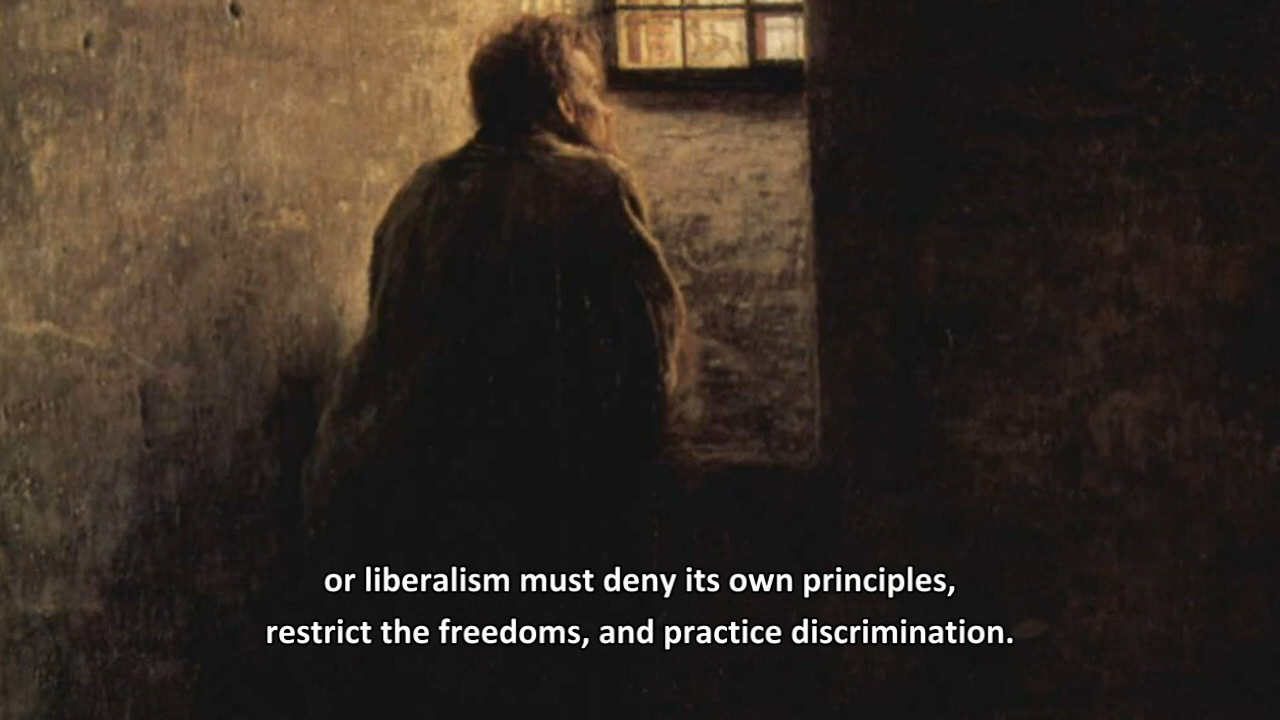 or liberalism must deny its own principles,
restrict the freedoms, and practice discrimination.